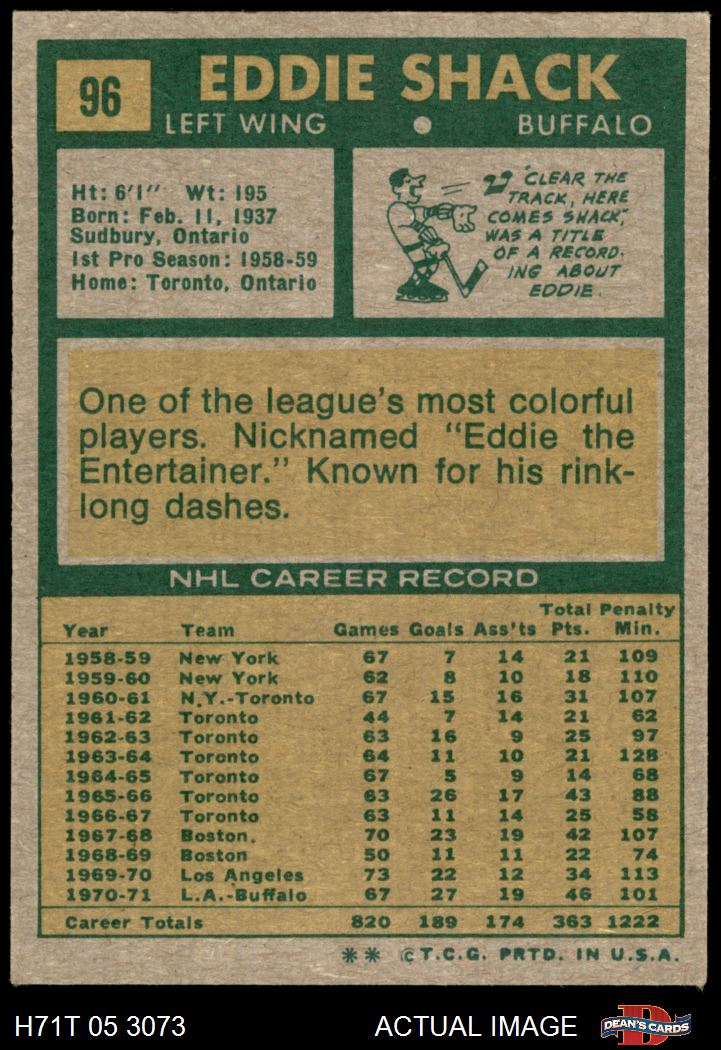 96
EDDIE SHACK
LEFT WING • BUFFALO
Ht: 6'1" Wt: 195
Born: Feb. 11, 1937
Sudbury, Ontario
1st Pro Season: 1958-59
Home: Toronto, Ontario
"CLEAR THE
TRACK, HERE
COMES SHACK",
WAS A TITLE
OF A RECORD-
ING ABOUT
EDDIE.
One of the league's most colorful
players. Nicknamed "Eddie the
Entertainer." Known for his rink-
long dashes.
NHL CAREER RECORD
Total Penalty
Year Team Games Goals Ass'ts Pts. Min.
1958-59 New York 67 7 14 21 109
1959-60 New York 62 8 10 18 110
1960-61 N.Y.-Toronto 67 15 16 31 107
1961-62 Toronto 44 7 14 21 62
1962-63 Toronto 63 16 9 25 97
1963-64 Toronto 64 11 10 21 128
1964-65 Toronto 67 5 9 14 68
1965-66 Toronto 63 26 17 43 88
1966-67 Toronto 63 11 14 25 58
1967-68 Boston. 70 23 19 42 107
1968-69 Boston 50 11 11 22 74
1969-70 Los Angeles 73 22 12 34 113
1970-71 L.A.-Buffalo 67 27 19 46 101
Career Totals 820 189 174 363 1222
** © T.C.G. PRTD. IN U.S.A.
H71T 05 3073 ACTUAL IMAGE
D
DEAN'S CARDS